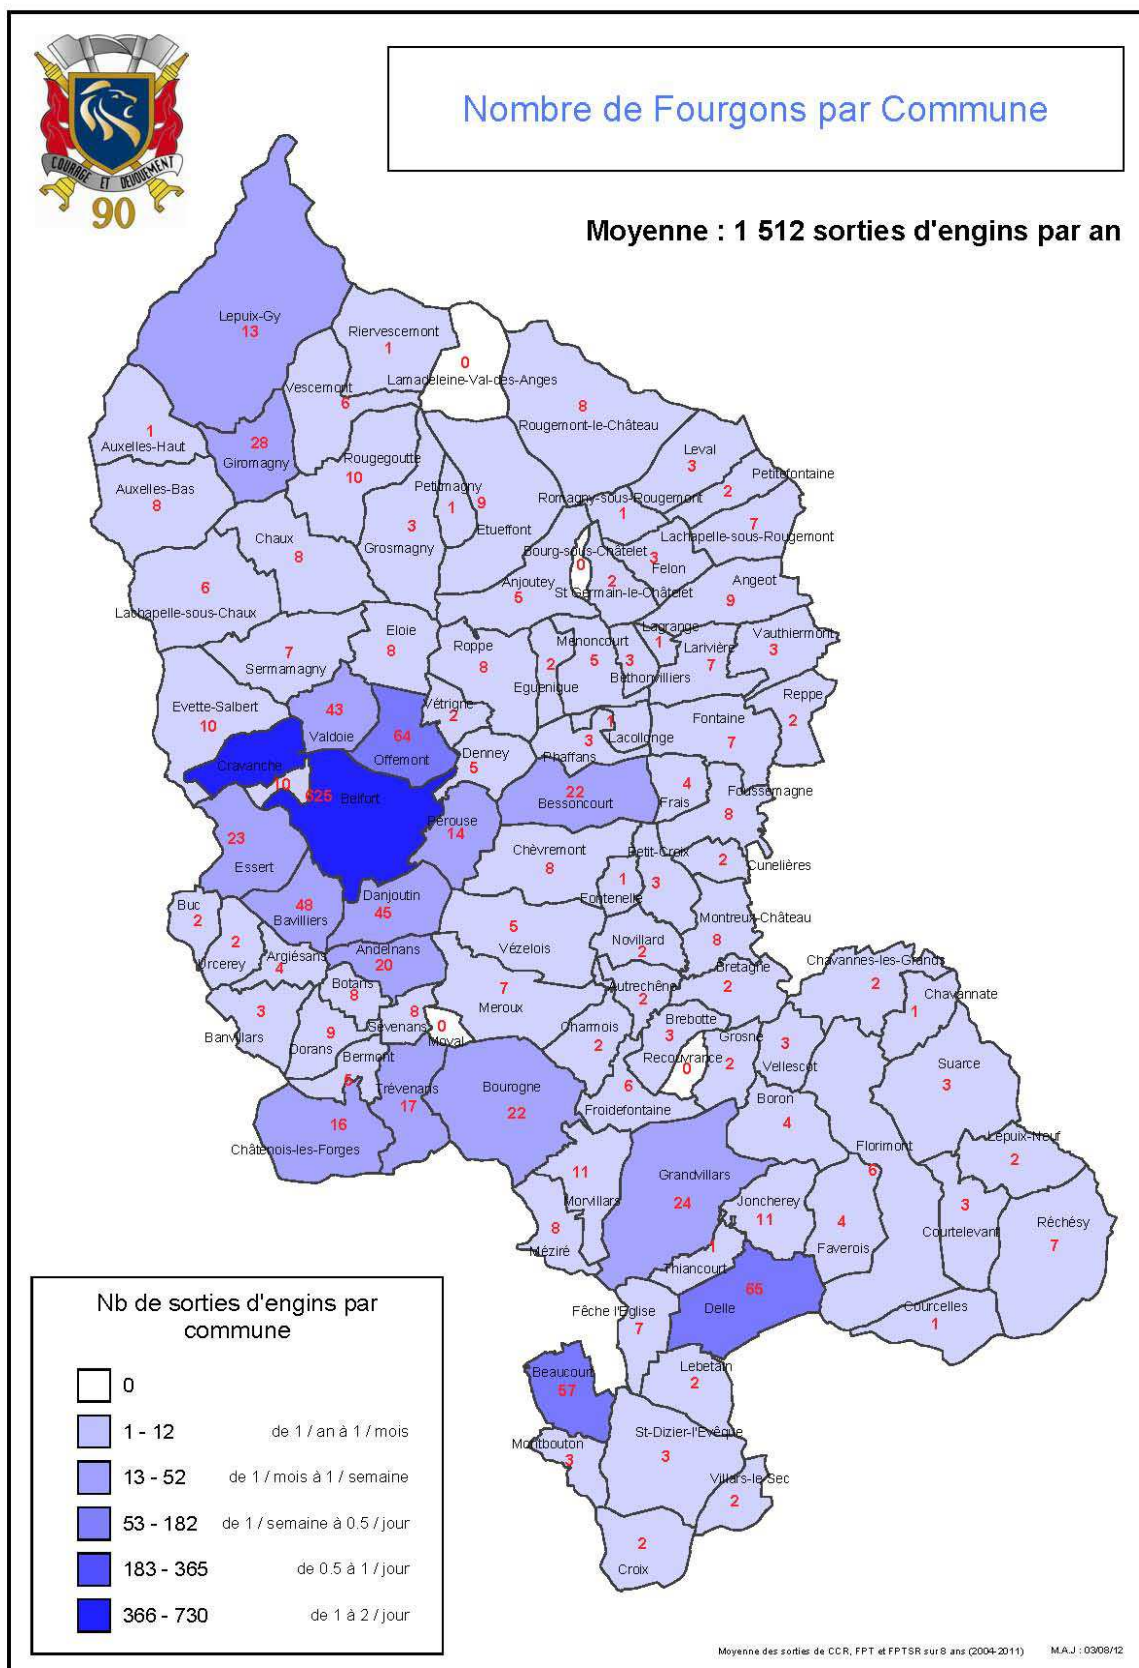 COURAGE ET DEVOUEMENT
90
Nombre de Fourgons par Commune
Moyenne : 1 512 sorties d'engins par an
Lepuix-Gy
13
Riervescemont
1
0
Lamadeleine-Val-des-Anges
Vescemont
6
8
Rougemont-le-Château
1
Auxelles-Haut
28
Giromagny
Leval
3
Petitefontaine
2
Rougegoutte
10
Auxelles-Bas
8
Petitmagny
1
9
Etueffont
Romagny-sous-Rougemont
1
7
Lachapelle-sous-Rougemont
3
Grosmagny
Chaux
8
Bourg-sous-Châtelet
0
3
Felon
Anjoutey
5
2
St Germain-le-Châtelet
Angeot
9
6
Lachapelle-sous-Chaux
Eloie
8
Roppe
8
Menoncourt
5
Lagrange
1
Larivière
7
Vauthiermont
3
7
Sermamagny
2
Eguenigue
3
Bethonvilliers
Reppe
2
Evette-Salbert
10
43
Valdoie
64
Offemont
Vétrigne
2
1
Lacollonge
3
Phaffans
Fontaine
7
Denney
5
Cravanche
10
625
Belfort
22
Bessoncourt
4
Frais
Foussemagne
8
Pérouse
14
23
Essert
Chèvremont
8
Petit-Croix
3
2
Cunelières
1
Fontenelle
48
Bavilliers
Danjoutin
45
Buc
2
2
Urcerey
Argiésans
4
5
Vézelois
Montreux-Château
8
Novillard
2
Andelnans
20
Botans
8
7
Meroux
Autrechêne
2
Bretagne
2
Chavannes-les-Grands
2
Chavannate
1
3
Banvillars
9
Dorans
8
Sévenans
0
Moval
Charmois
2
Brebotte
3
Recouvrance
0
Grosne
2
3
Vellescot
Suarce
3
Bermont
5
Trévenans
17
Bourogne
22
6
Froidefontaine
Boron
4
16
Châtenois-les-Forges
Florimont
6
Lepuix-Neuf
2
11
Morvillars
Grandvillars
24
Joncherey
11
4
Faverois
3
Courtelevant
Réchésy
7
8
Méziré
1
Thiancourt
65
Delle
Courcelles
1
Fêche l'Eglise
7
Beaucourt
57
Lebetain
2
Montbouton
3
St-Dizier-l'Evêque
3
Villars-le-Sec
2
2
Croix
Nb de sorties d'engins par
commune
0
1 - 12 de 1 / an à 1 / mois
13 - 52 de 1 / mois à 1 / semaine
53 - 182 de 1 / semaine à 0.5 / jour
183 - 365 de 0.5 à 1 / jour
366 - 730 de 1 à 2 / jour
Moyenne des sorties de CCR, FPT et FPTSR sur 8 ans (2004-2011) M.A.J : 03/08/12